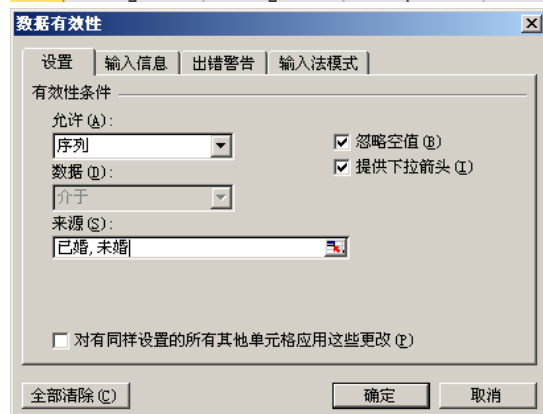 数据有效性
设置 输入信息 出错警告 输入法模式
有效性条件
允许(A):
序列
忽略空值(B)
数据(D):
提供下拉箭头(I)
介于
来源(S):
已婚,未婚
对有同样设置的所有其他单元格应用这些更改(P)
全部清除(C) 确定 取消